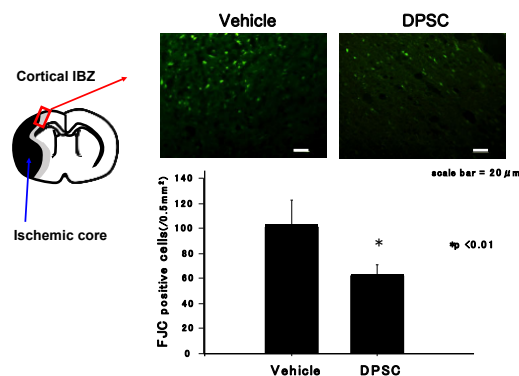 Vehicle
DPSC
Cortical IBZ
Ischemic core
scale bar = 20 μm
FJC positive cells(/0.5mm²)
140
120
100
80
60
40
20
0
*
*p <0.01
Vehicle
DPSC